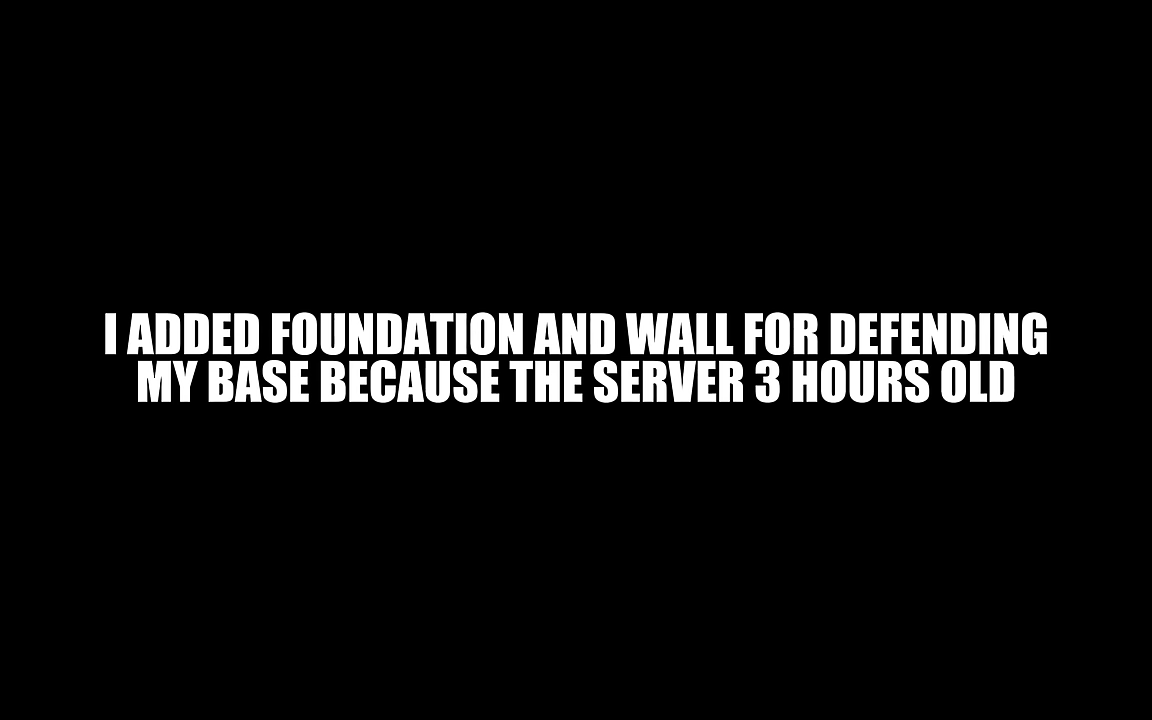 I ADDED FOUNDATION AND WALL FOR DEFENDING
MY BASE BECAUSE THE SERVER 3 HOURS OLD